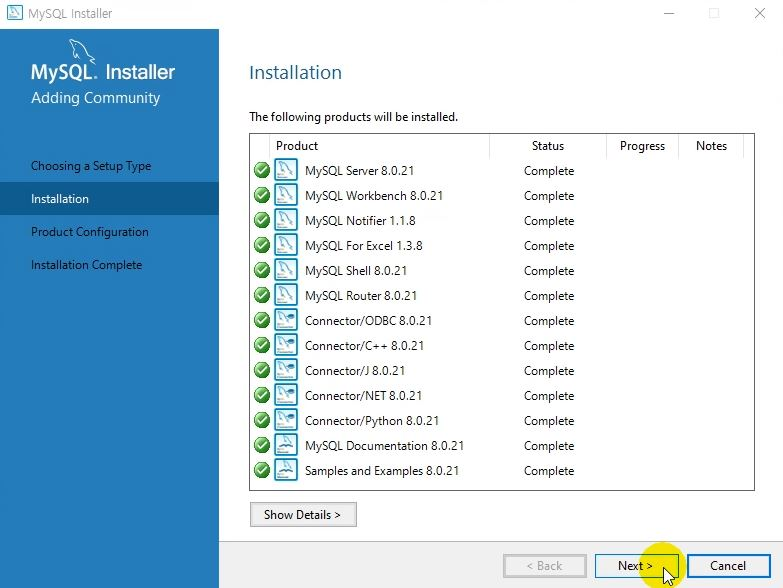 MySQL Installer
MySQL. Installer
Adding Community
Choosing a Setup Type
Installation
Product Configuration
Installation Complete
Installation
The following products will be installed.
Product Status Progress Notes
MySQL Server 8.0.21 Complete
MySQL Workbench 8.0.21 Complete
MySQL Notifier 1.1.8 Complete
MySQL For Excel 1.3.8 Complete
MySQL Shell 8.0.21 Complete
MySQL Router 8.0.21 Complete
Connector/ODBC 8.0.21 Complete
Connector/C++ 8.0.21 Complete
Connector/J 8.0.21 Complete
Connector/NET 8.0.21 Complete
Connector/Python 8.0.21 Complete
MySQL Documentation 8.0.21 Complete
Samples and Examples 8.0.21 Complete
Show Details >
< Back Next > Cancel